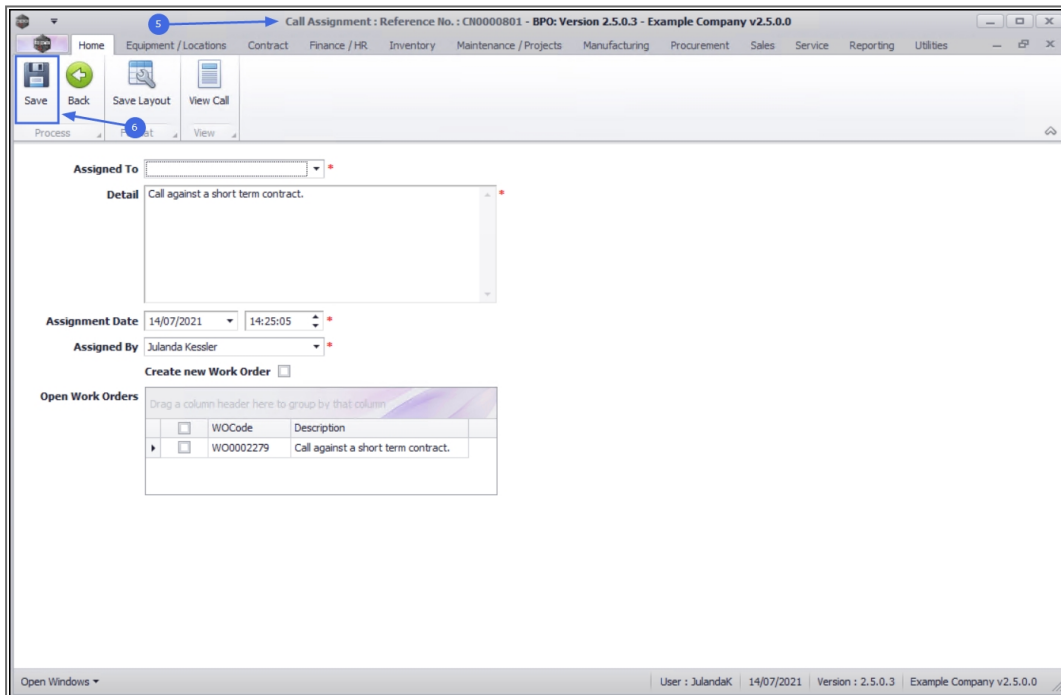 5
Call Assignment : Reference No. : CN0000801 - BPO: Version 2.5.0.3 - Example Company v2.5.0.0
Home Equipment / Locations Contract Finance / HR Inventory Maintenance / Projects Manufacturing Procurement Sales Service Reporting Utilities
Save Back Save Layout View Call
6
Process View
Assigned To *
Detail Call against a short term contract. *
Assignment Date 14/07/2021 14:25:05 *
Assigned By Julanda Kessler *
Create new Work Order
Open Work Orders
Drag a column header here to group by that column
WOCode Description
WO0002279 Call against a short term contract.
Open Windows User : JulandaK 14/07/2021 Version : 2.5.0.3 Example Company v2.5.0.0